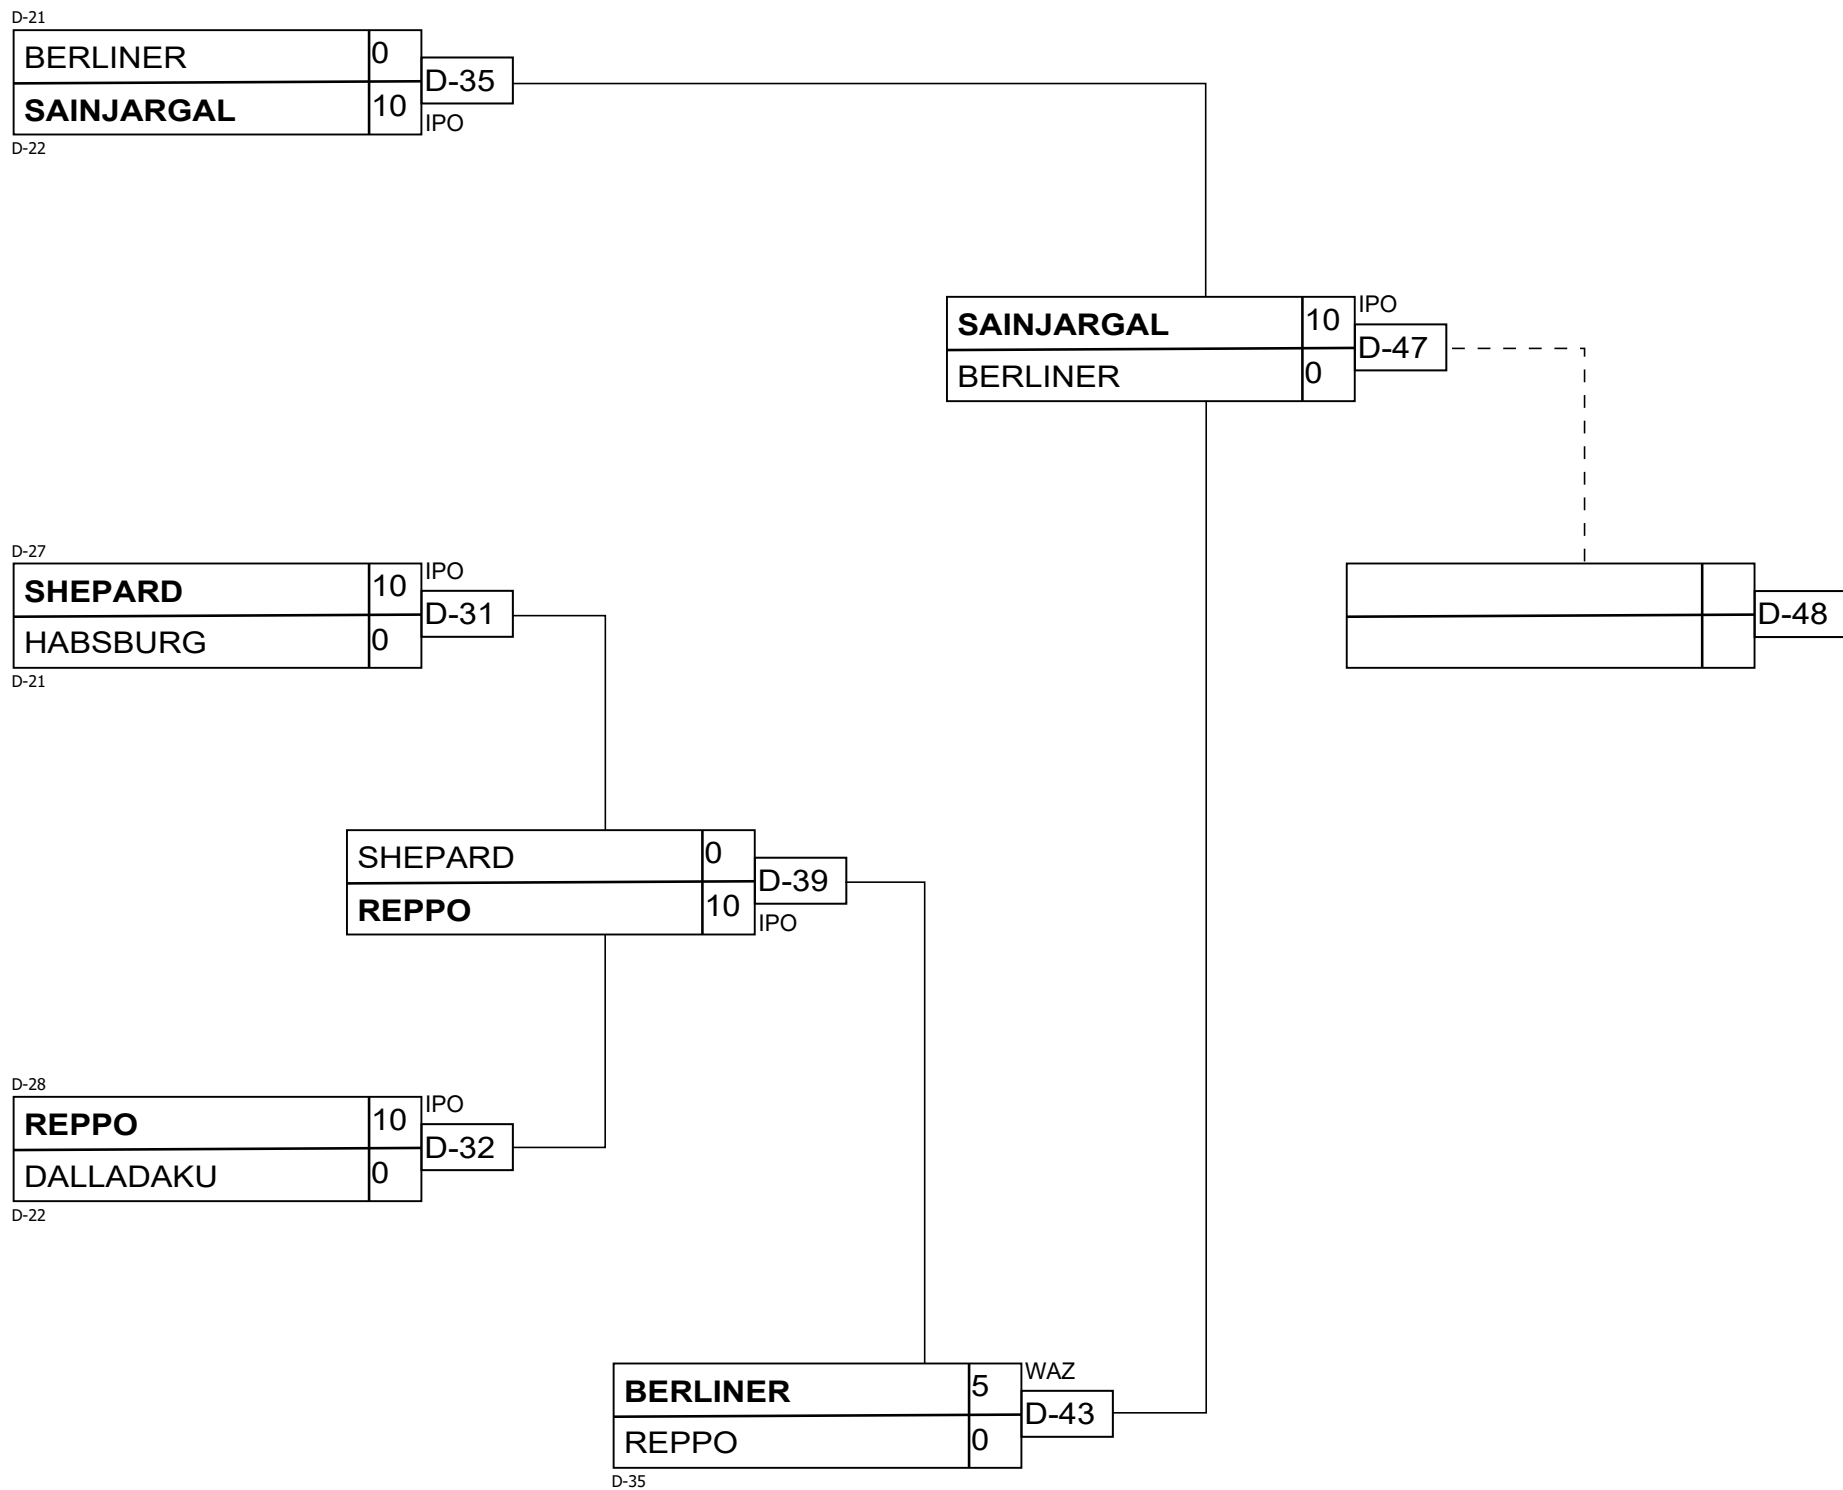 D-21
BERLINER 0
D-35
SAINJARGAL 10
IPO
D-22
IPO
SAINJARGAL 10
D-47
BERLINER 0
D-27
IPO
SHEPARD 10
D-31
HABSBURG 0
D-21
D-48
SHEPARD 0
D-39
REPPO 10
IPO
D-28
IPO
REPPO 10
D-32
DALLADAKU 0
D-22
WAZ
BERLINER 5
D-43
REPPO 0
D-35